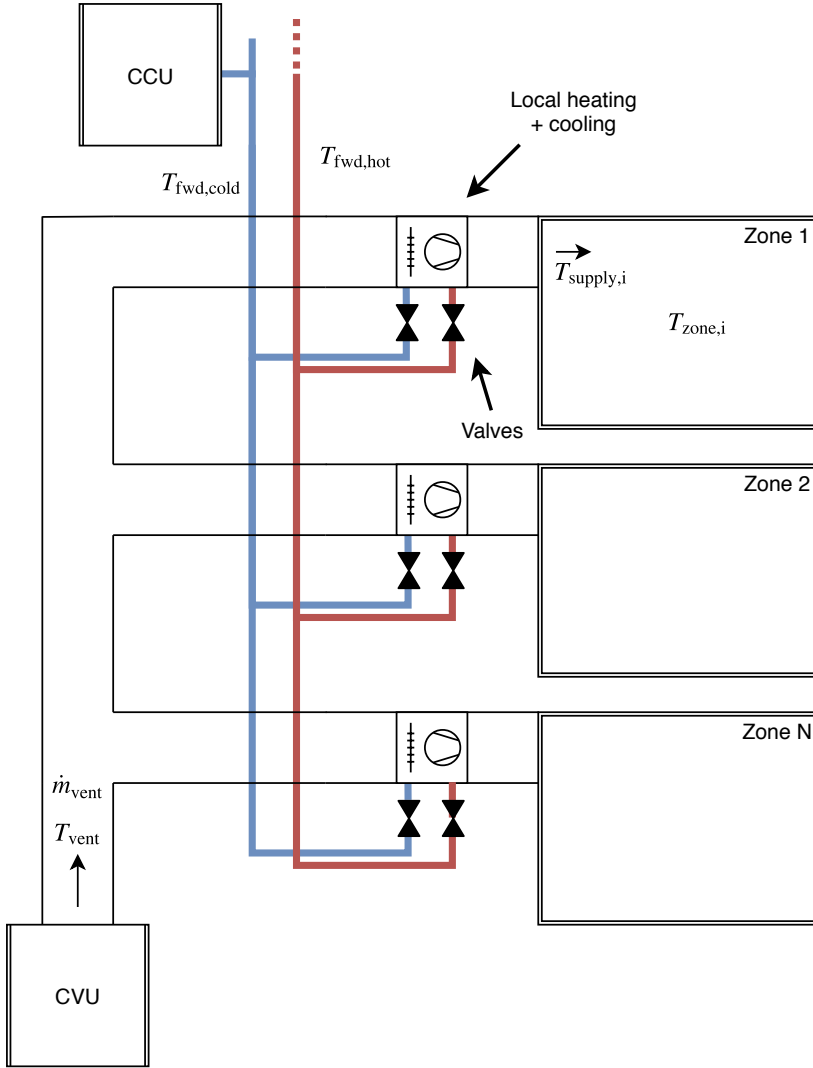 CCU
Local heating
+ cooling
T_fwd,hot
T_fwd,cold
Zone 1
T_supply,i
T_zone,i
Valves
Zone 2
Zone N
ṁ_vent
T_vent
CVU